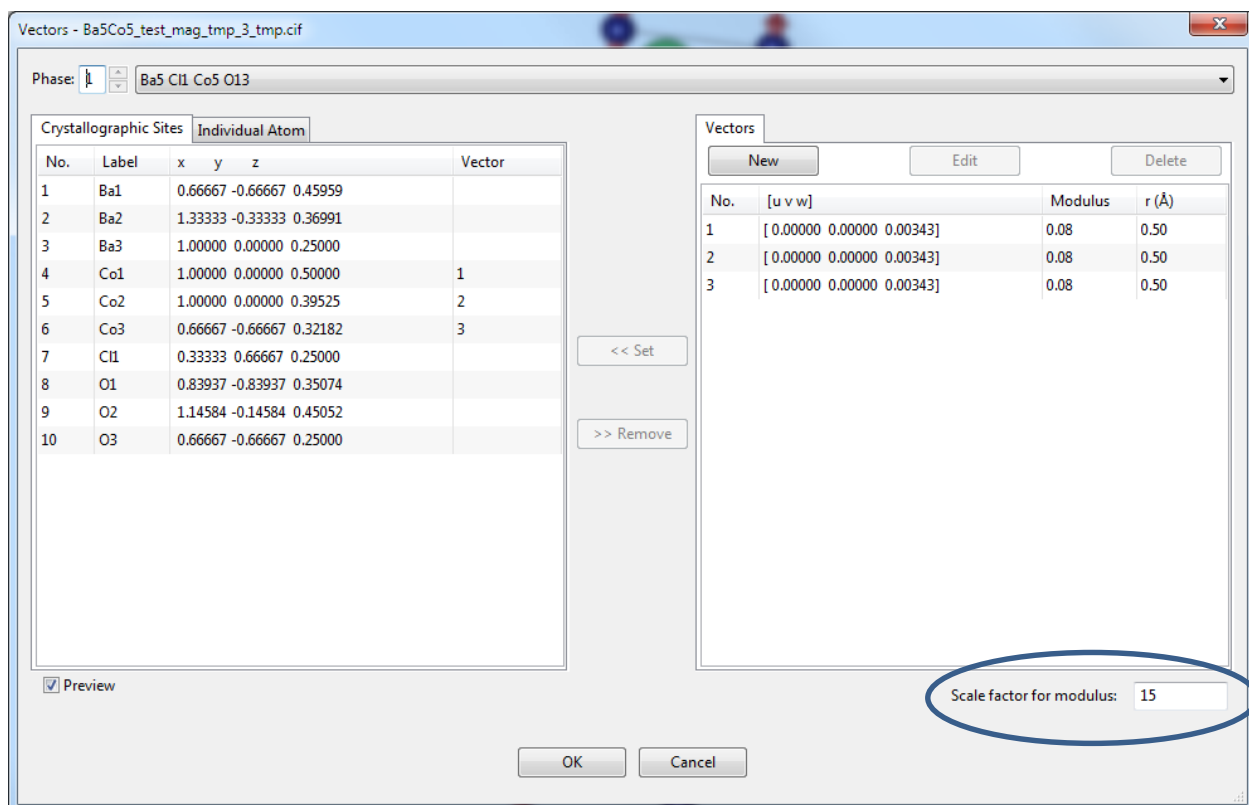 Vectors - Ba5Co5_test_mag_tmp_3_tmp.cif
Phase: 1 Ba5 Cl1 Co5 O13
Crystallographic Sites Individual Atom
No. Label x y z Vector
1 Ba1 0.66667 -0.66667 0.45959
2 Ba2 1.33333 -0.33333 0.36991
3 Ba3 1.00000 0.00000 0.25000
4 Co1 1.00000 0.00000 0.50000 1
5 Co2 1.00000 0.00000 0.39525 2
6 Co3 0.66667 -0.66667 0.32182 3
7 Cl1 0.33333 0.66667 0.25000
8 O1 0.83937 -0.83937 0.35074
9 O2 1.14584 -0.14584 0.45052
10 O3 0.66667 -0.66667 0.25000
<< Set
>> Remove
Vectors
New Edit Delete
No. [u v w] Modulus r (Å)
1 [ 0.00000 0.00000 0.00343] 0.08 0.50
2 [ 0.00000 0.00000 0.00343] 0.08 0.50
3 [ 0.00000 0.00000 0.00343] 0.08 0.50
Preview
Scale factor for modulus: 15
OK Cancel